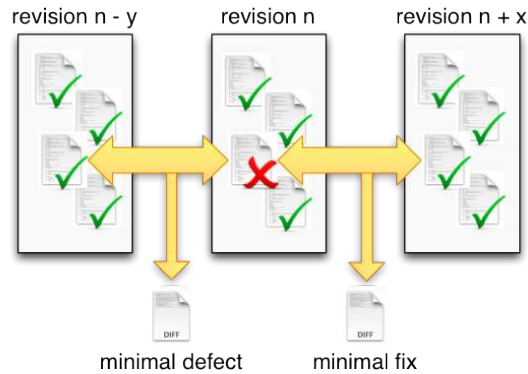 revision n - y
revision n
revision n + x
DIFF
DIFF
minimal defect
minimal fix